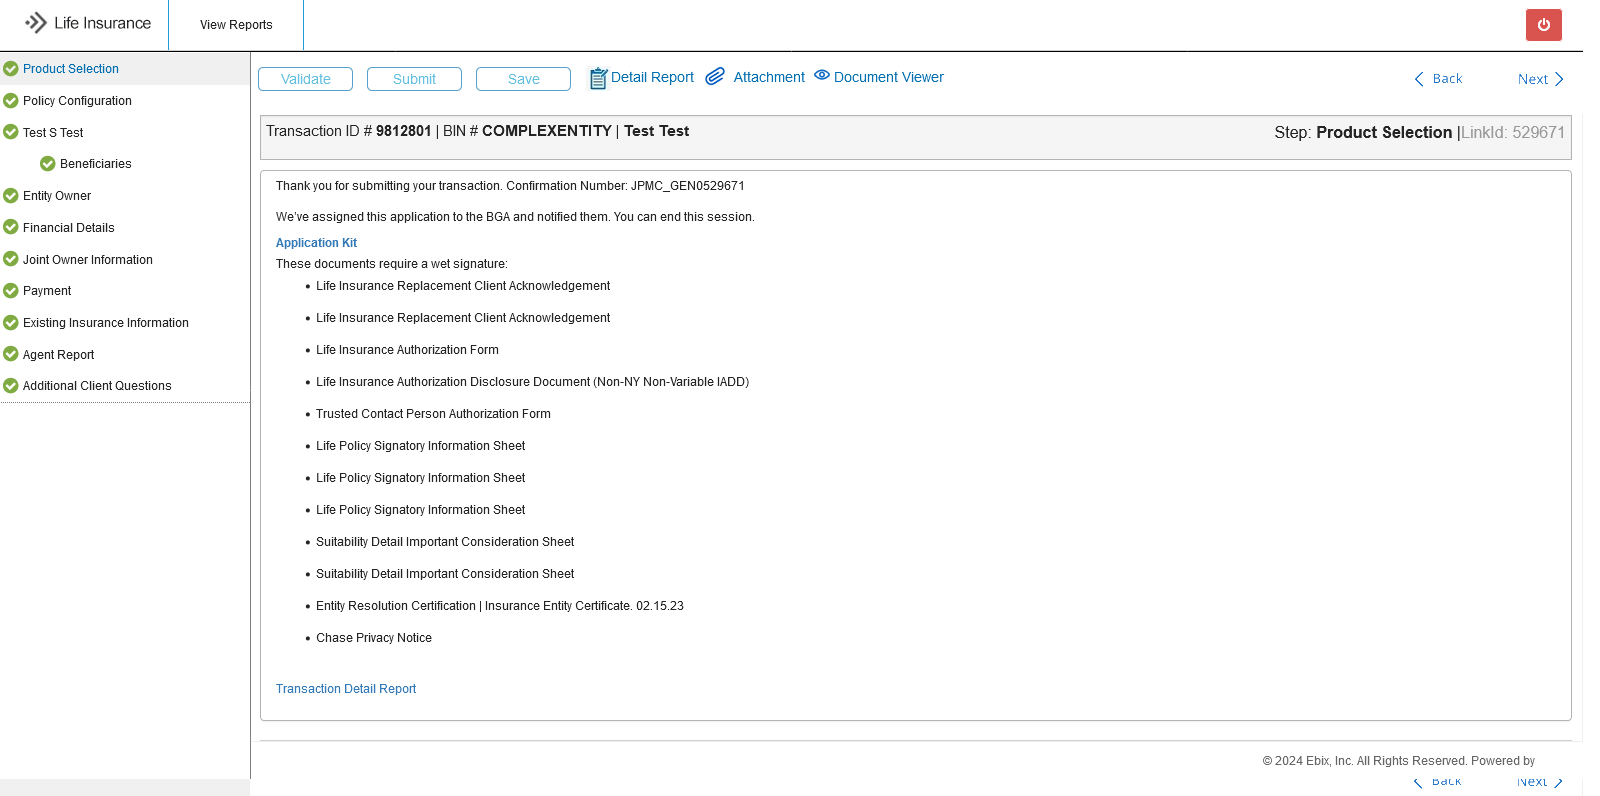 Life Insurance
View Reports
Product Selection
Policy Configuration
Test S Test
Beneficiaries
Entity Owner
Financial Details
Joint Owner Information
Payment
Existing Insurance Information
Agent Report
Additional Client Questions
Validate Submit Save Detail Report Attachment Document Viewer Back Next
Transaction ID # 9812801 | BIN # COMPLEXENTITY | Test Test
Step: Product Selection |LinkId: 529671
Thank you for submitting your transaction. Confirmation Number: JPMC_GEN0529671
We've assigned this application to the BGA and notified them. You can end this session.
Application Kit
These documents require a wet signature:
• Life Insurance Replacement Client Acknowledgement
• Life Insurance Replacement Client Acknowledgement
• Life Insurance Authorization Form
• Life Insurance Authorization Disclosure Document (Non-NY Non-Variable IADD)
• Trusted Contact Person Authorization Form
• Life Policy Signatory Information Sheet
• Life Policy Signatory Information Sheet
• Life Policy Signatory Information Sheet
• Suitability Detail Important Consideration Sheet
• Suitability Detail Important Consideration Sheet
• Entity Resolution Certification | Insurance Entity Certificate. 02.15.23
• Chase Privacy Notice
Transaction Detail Report
© 2024 Ebix, Inc. All Rights Reserved. Powered by
Back Next